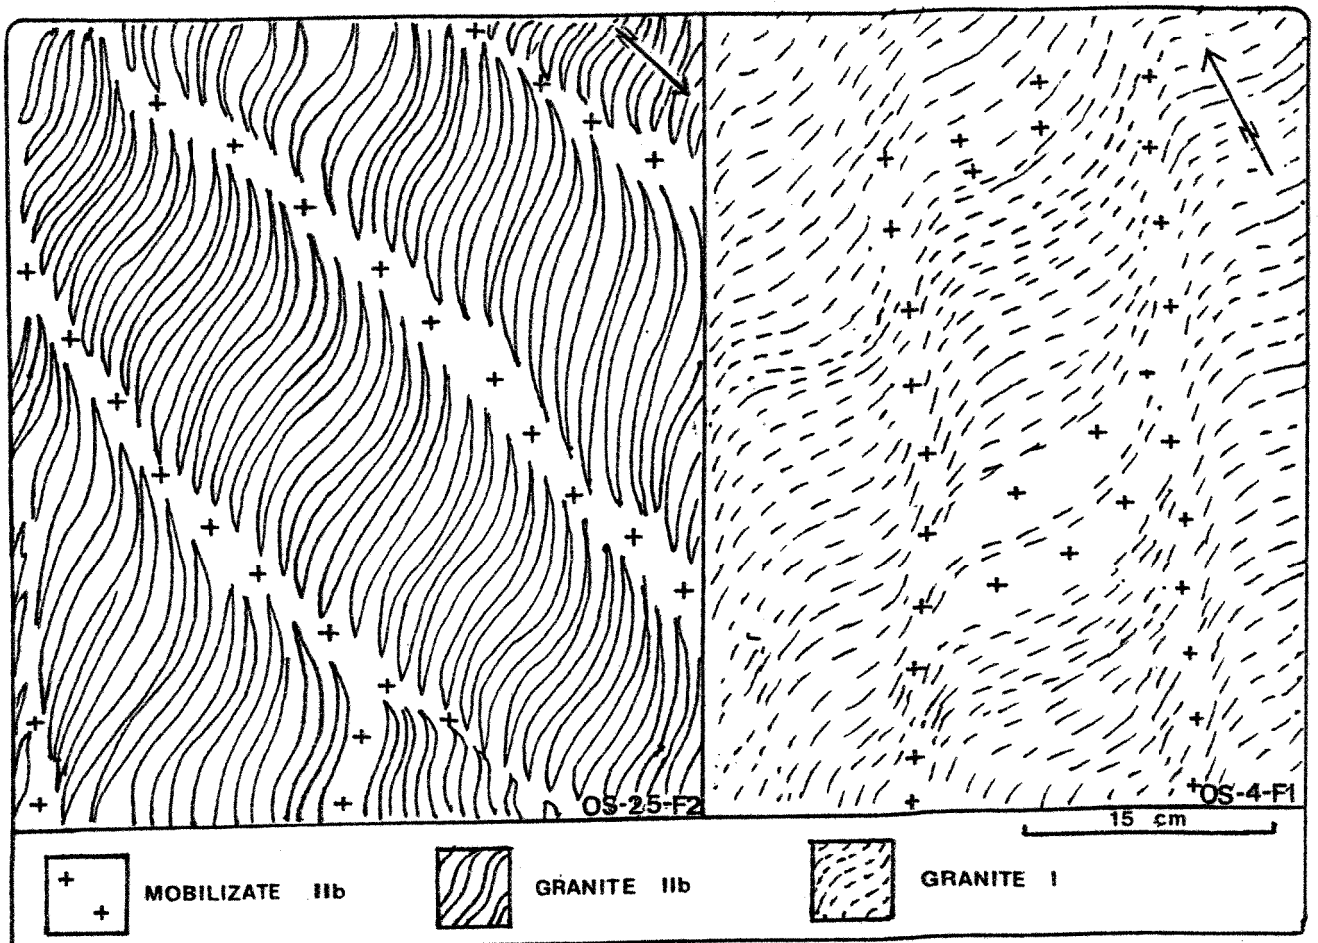 OS-25-F2
OS-4-F1
15 cm
MOBILIZATE IIb
GRANITE IIb
GRANITE I